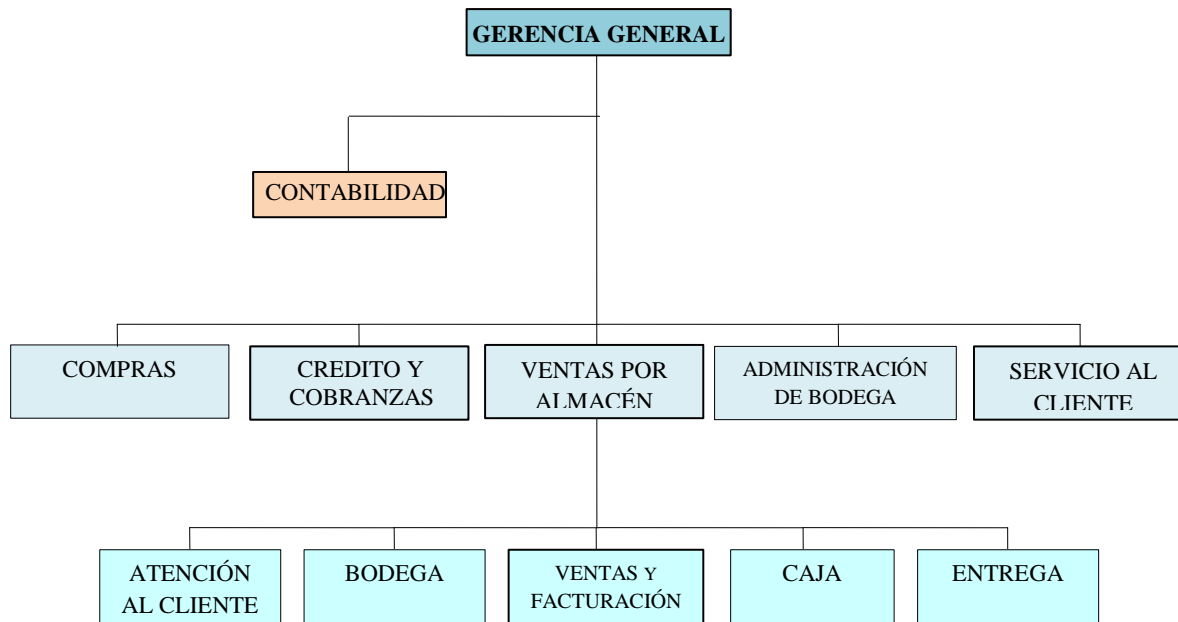 GERENCIA GENERAL
CONTABILIDAD
COMPRAS
CREDITO Y
COBRANZAS
VENTAS POR
ALMACÉN
ADMINISTRACIÓN
DE BODEGA
SERVICIO AL
CLIENTE
ATENCIÓN
AL CLIENTE
BODEGA
VENTAS Y
FACTURACIÓN
CAJA
ENTREGA